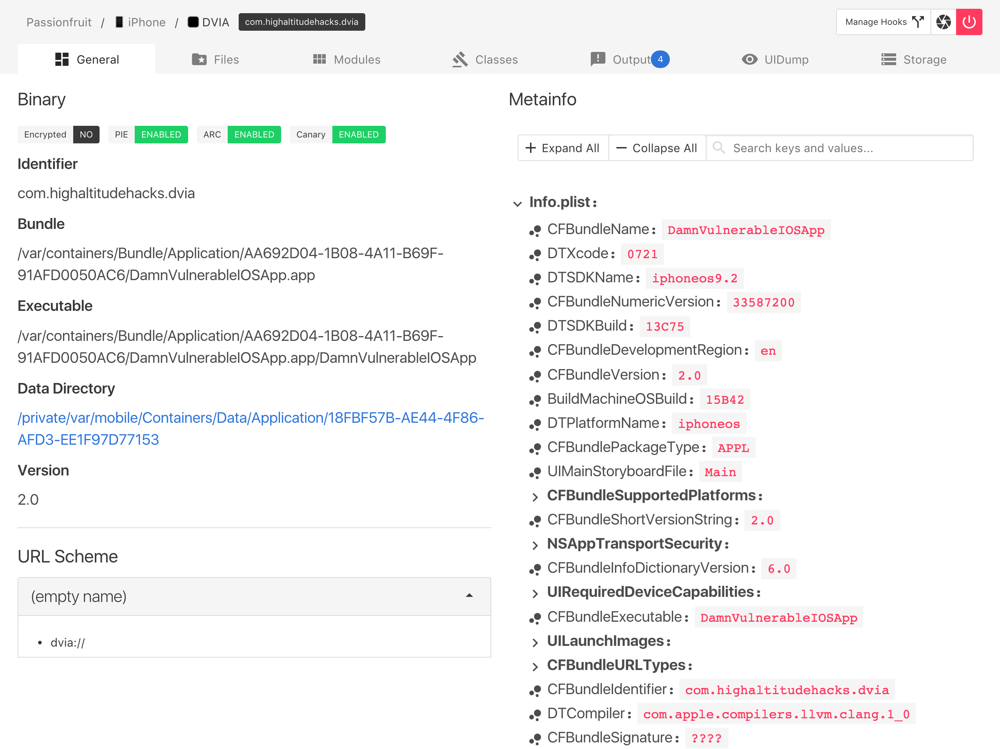 Passionfruit / iPhone / DVIA com.highaltitudehacks.dvia
Manage Hooks
General Files Modules Classes Output 4 UIDump Storage
Binary
Encrypted NO PIE ENABLED ARC ENABLED Canary ENABLED
Identifier
com.highaltitudehacks.dvia
Bundle
/var/containers/Bundle/Application/AA692D04-1B08-4A11-B69F-
91AFD0050AC6/DamnVulnerableIOSApp.app
Executable
/var/containers/Bundle/Application/AA692D04-1B08-4A11-B69F-
91AFD0050AC6/DamnVulnerableIOSApp.app/DamnVulnerableIOSApp
Data Directory
/private/var/mobile/Containers/Data/Application/18FBF57B-AE44-4F86-
AFD3-EE1F97D77153
Version
2.0
URL Scheme
(empty name)
• dvia://
Metainfo
Expand All Collapse All Search keys and values...
Info.plist:
CFBundleName: DamnVulnerableIOSApp
DTXcode: 0721
DTSDKName: iphoneos9.2
CFBundleNumericVersion: 33587200
DTSDKBuild: 13C75
CFBundleDevelopmentRegion: en
CFBundleVersion: 2.0
BuildMachineOSBuild: 15B42
DTPlatformName: iphoneos
CFBundlePackageType: APPL
UIMainStoryboardFile: Main
CFBundleSupportedPlatforms:
CFBundleShortVersionString: 2.0
NSAppTransportSecurity:
CFBundleInfoDictionaryVersion: 6.0
UIRequiredDeviceCapabilities:
CFBundleExecutable: DamnVulnerableIOSApp
UILaunchImages:
CFBundleURLTypes:
CFBundleIdentifier: com.highaltitudehacks.dvia
DTCompiler: com.apple.compilers.llvm.clang.1_0
CFBundleSignature: ????